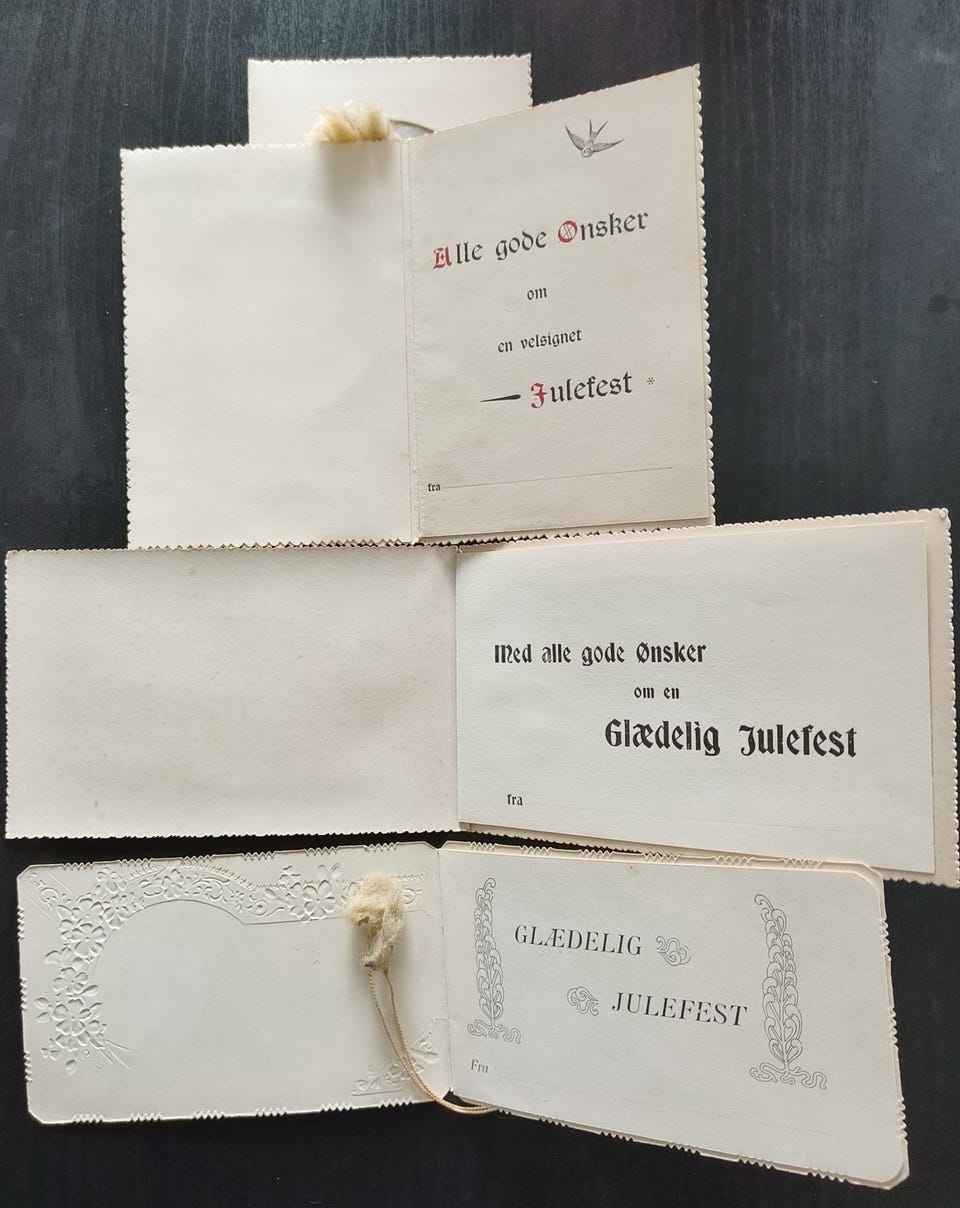 Alle gode Ønsker
om
en velsignet
Julefest *
fra
Med alle gode Ønsker
om en
Glædelig Julefest
fra
GLÆDELIG
JULEFEST
Fra